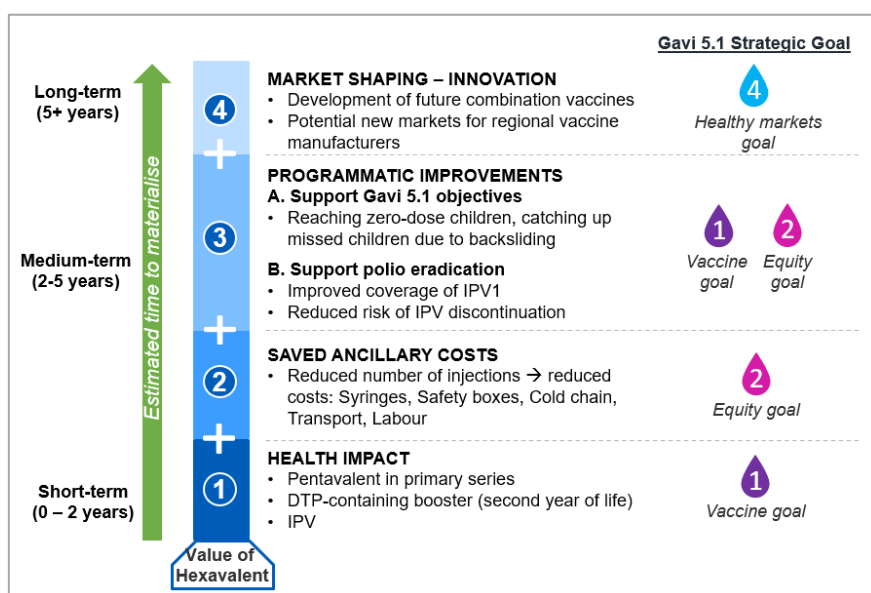 Gavi 5.1 Strategic Goal
Long-term
(5+ years)
4
MARKET SHAPING – INNOVATION
• Development of future combination vaccines
• Potential new markets for regional vaccine
manufacturers
4
Healthy markets
goal
Estimated time to materialise
Medium-term
(2-5 years)
3
PROGRAMMATIC IMPROVEMENTS
A. Support Gavi 5.1 objectives
• Reaching zero-dose children, catching up
missed children due to backsliding
B. Support polio eradication
• Improved coverage of IPV1
• Reduced risk of IPV discontinuation
1
Vaccine
goal
2
Equity
goal
2
SAVED ANCILLARY COSTS
• Reduced number of injections → reduced
costs: Syringes, Safety boxes, Cold chain,
Transport, Labour
2
Equity goal
Short-term
(0 – 2 years)
1
HEALTH IMPACT
• Pentavalent in primary series
• DTP-containing booster (second year of life)
• IPV
1
Vaccine goal
Value of
Hexavalent